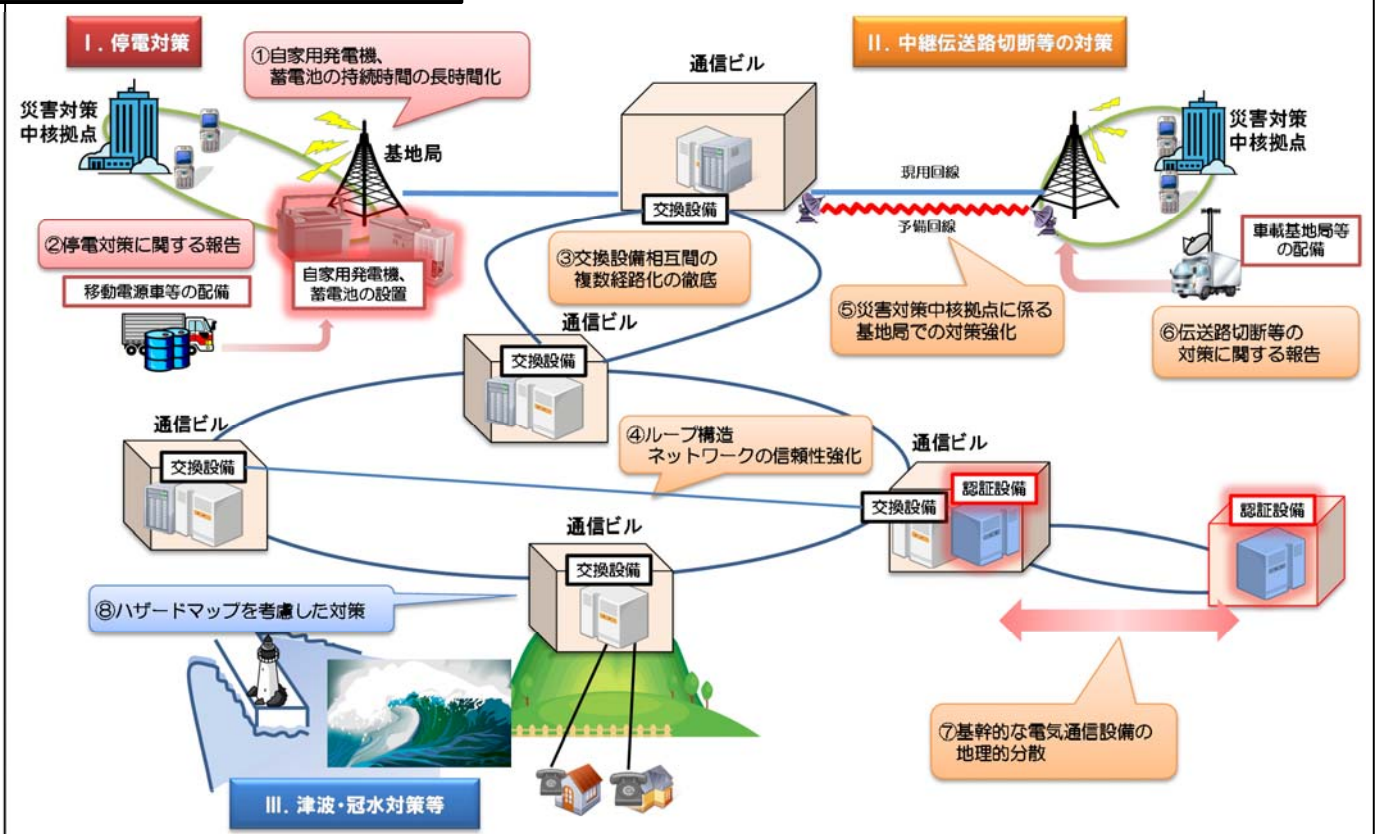 Ⅰ. 停電対策
①自家用発電機、
蓄電池の持続時間の長時間化
災害対策
中核拠点
基地局
②停電対策に関する報告
移動電源車等の配備
自家用発電機、
蓄電池の設置
通信ビル
交換設備
Ⅱ. 中継伝送路切断等の対策
現用回線
予備回線
災害対策
中核拠点
車載基地局等
の配備
③交換設備相互間の
複数経路化の徹底
⑤災害対策中核拠点に係る
基地局での対策強化
⑥伝送路切断等の
対策に関する報告
通信ビル
交換設備
通信ビル
交換設備
④ループ構造
ネットワークの信頼性強化
通信ビル
交換設備
認証設備
認証設備
通信ビル
交換設備
⑧ハザードマップを考慮した対策
⑦基幹的な電気通信設備の
地理的分散
Ⅲ. 津波・冠水対策等